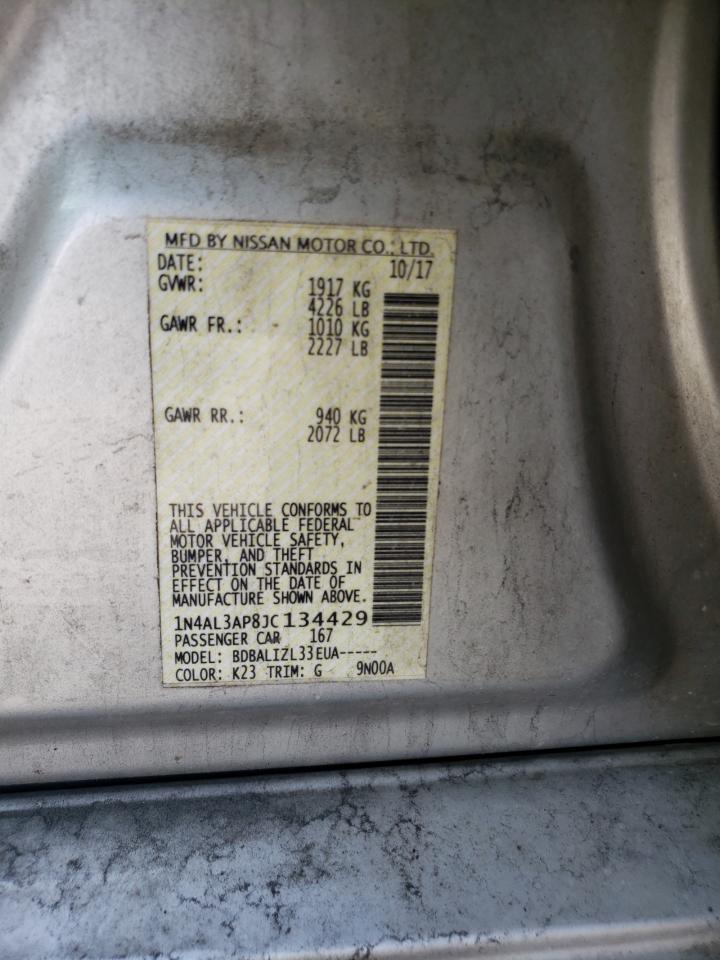 MFD BY NISSAN MOTOR CO., LTD.
DATE: 10/17
GVWR: 1917 KG
4226 LB
GAWR FR.: 1010 KG
2227 LB
GAWR RR.: 940 KG
2072 LB
THIS VEHICLE CONFORMS TO
ALL APPLICABLE FEDERAL
MOTOR VEHICLE SAFETY,
BUMPER, AND THEFT
PREVENTION STANDARDS IN
EFFECT ON THE DATE OF
MANUFACTURE SHOWN ABOVE.
1N4AL3AP8JC134429
PASSENGER CAR 167
MODEL: BDBALIZL33EUA-----
COLOR: K23 TRIM: G 9N00A